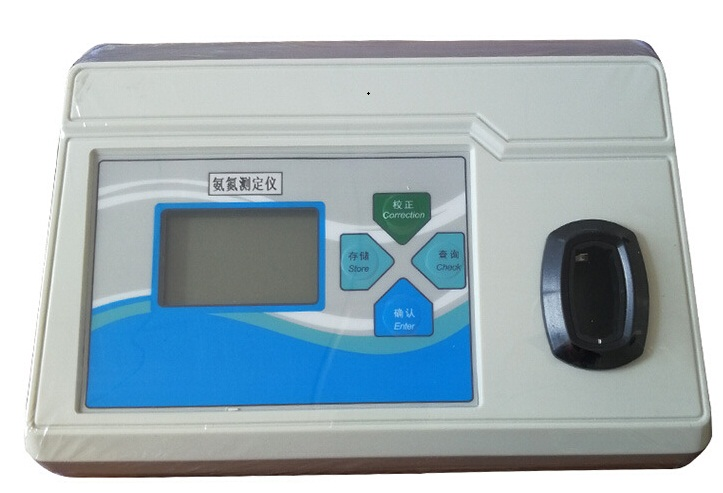 氨氮测定仪
校正
Correction
存储
Store
查询
Check
确认
Enter